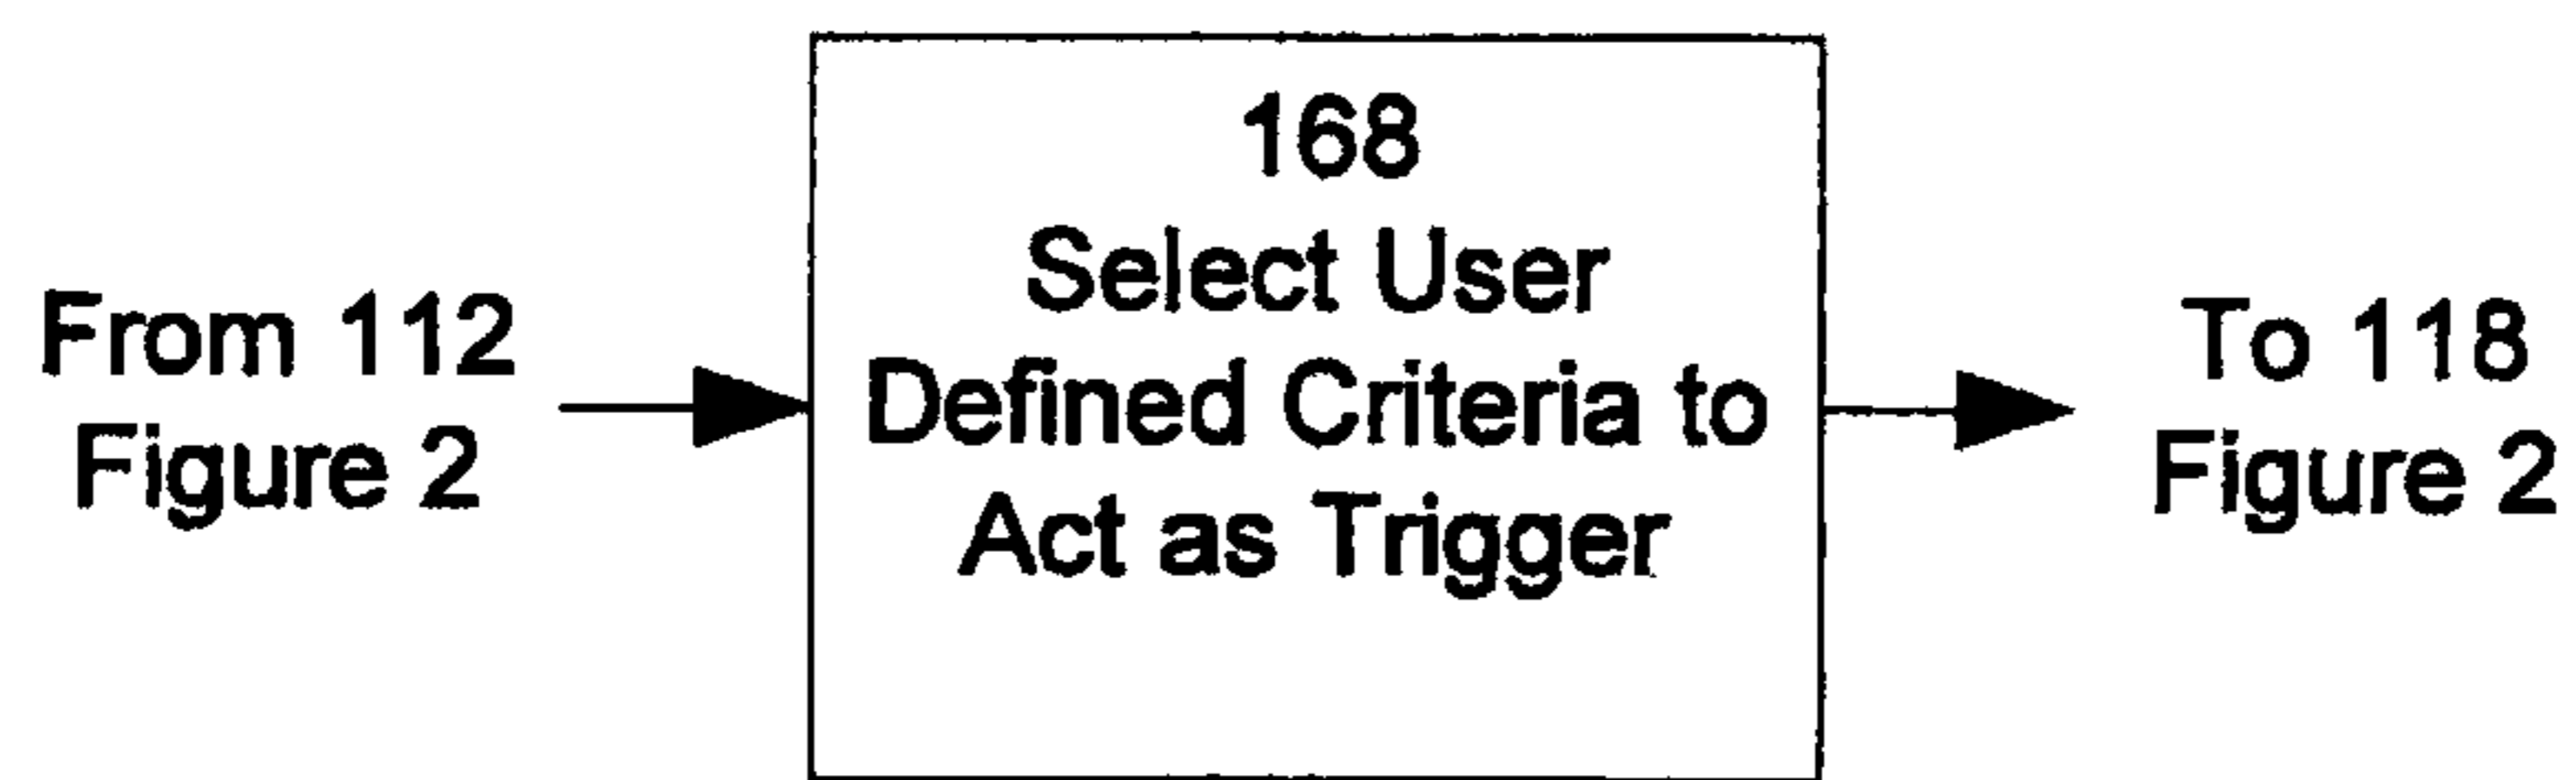 From 112
Figure 2
168
Select User
Defined Criteria to
Act as Trigger
To 118
Figure 2